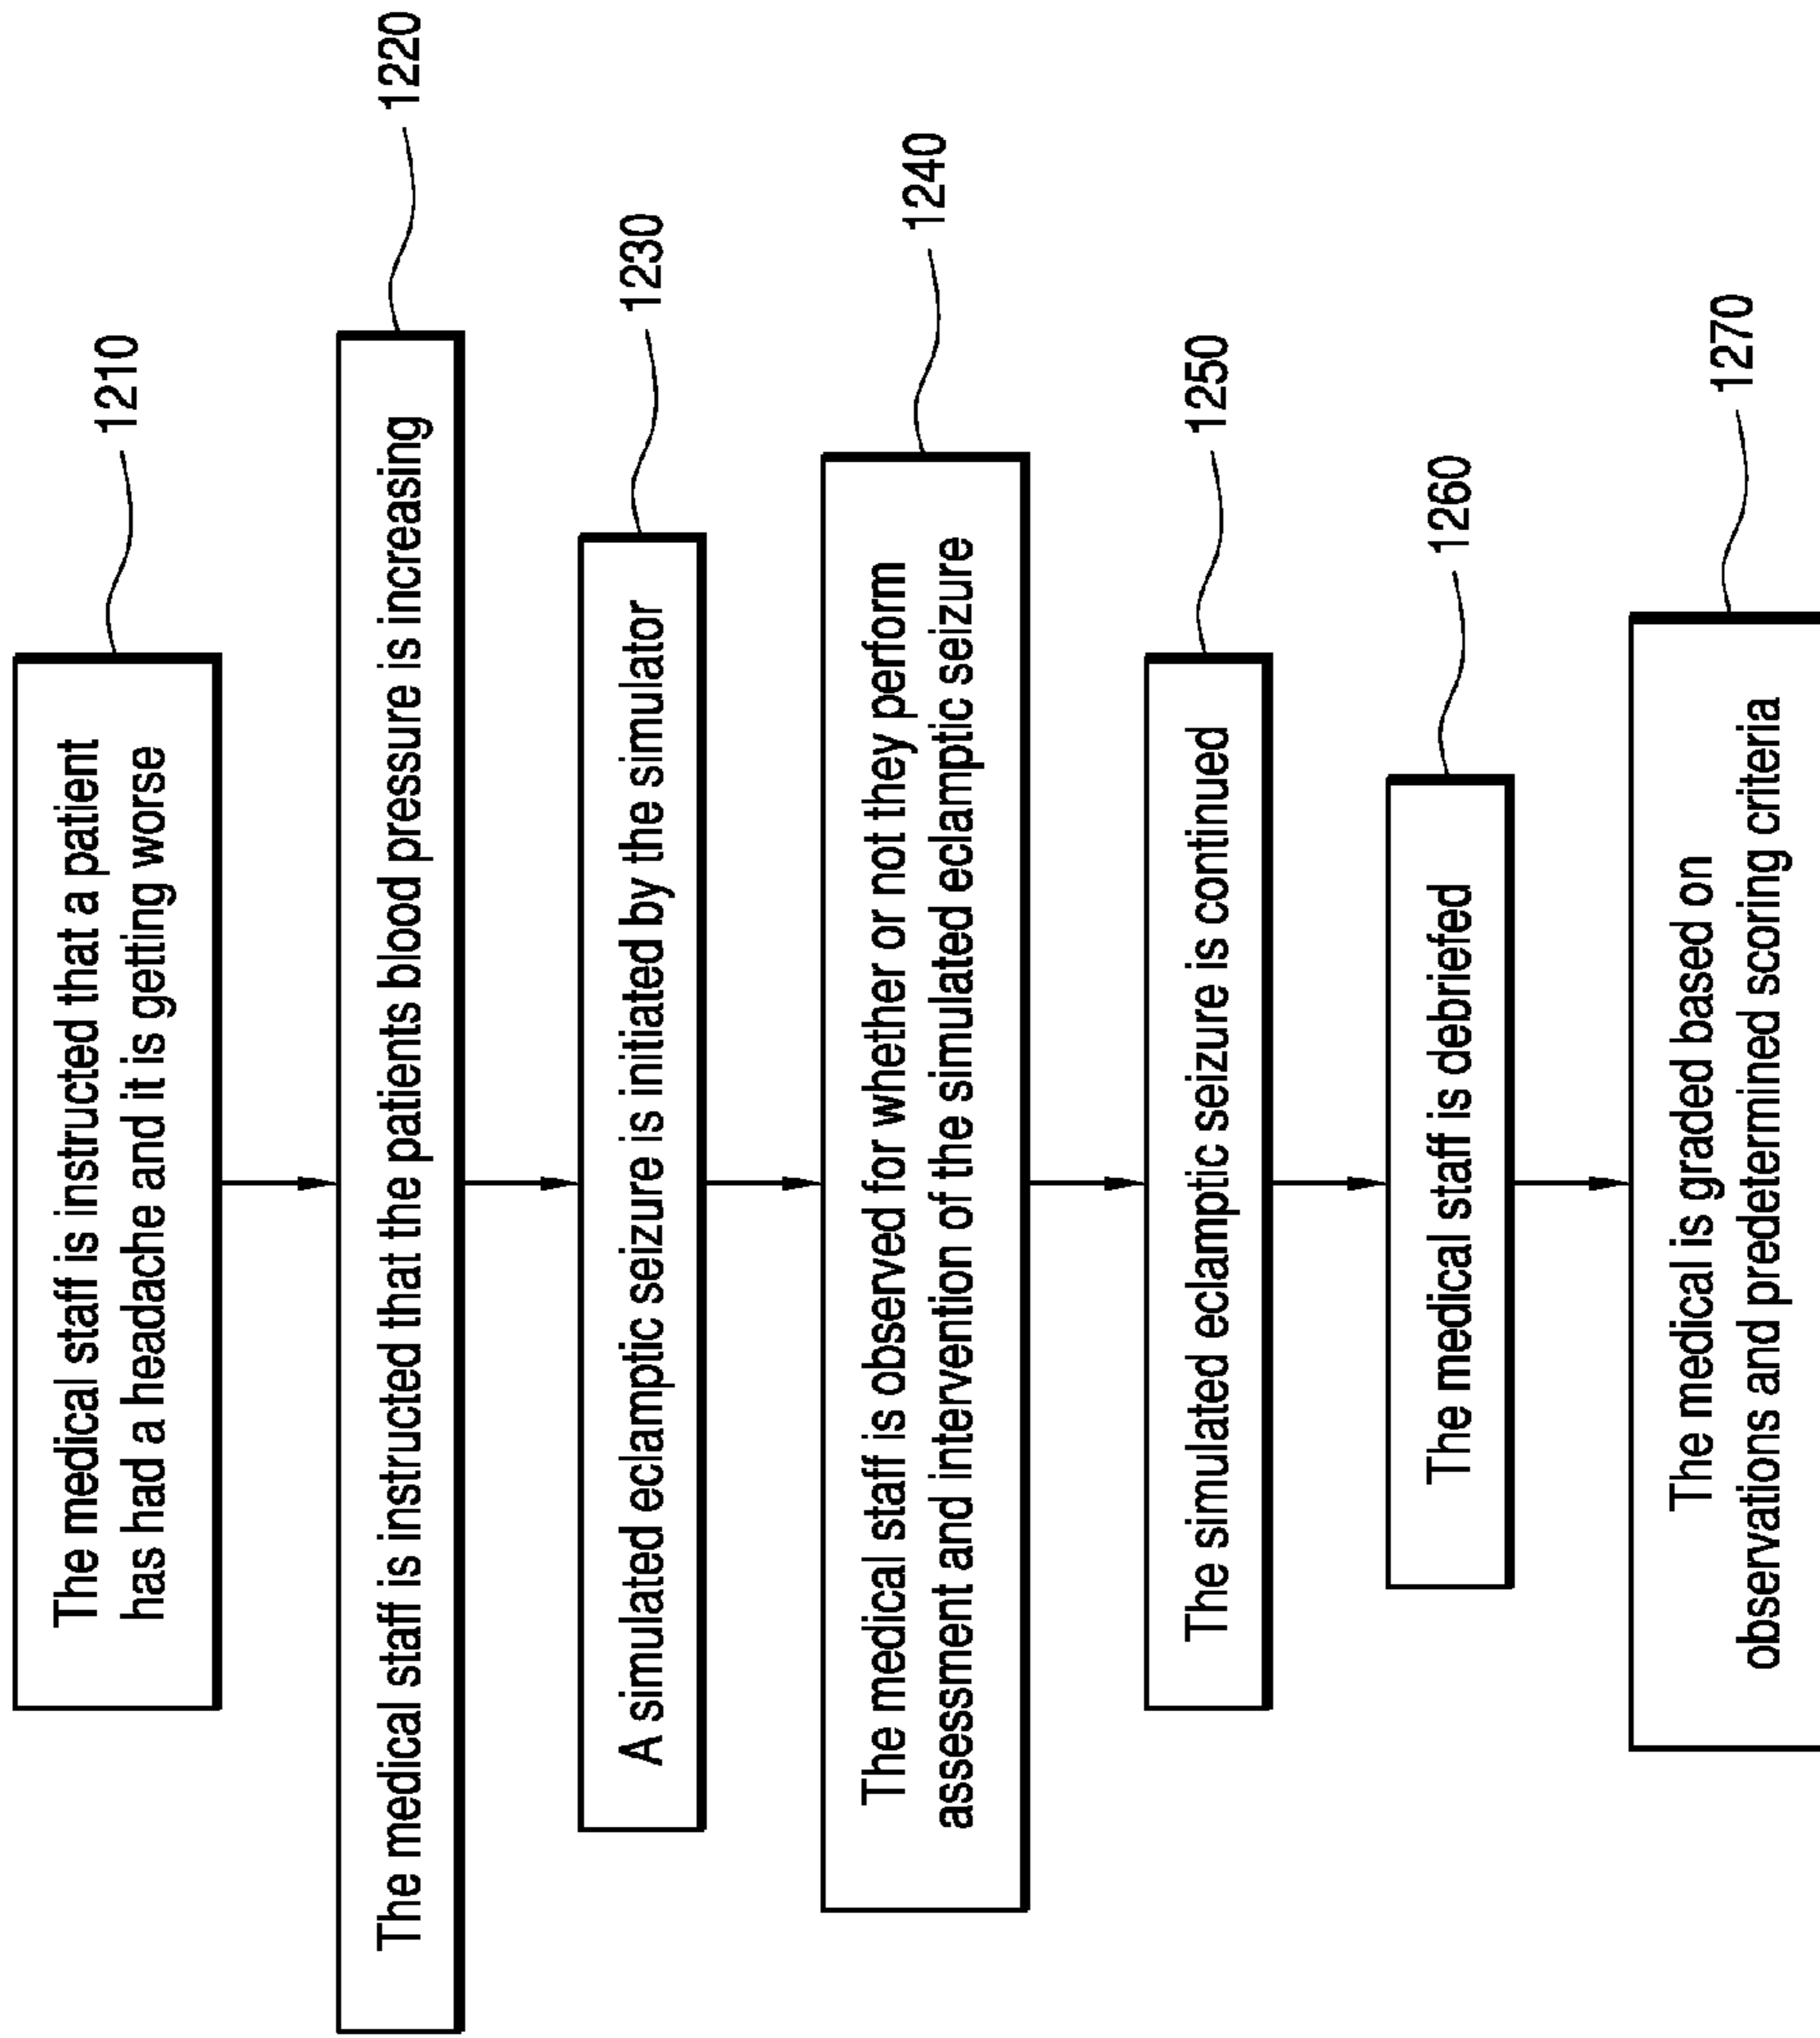 The medical staff is instructed that a patient
has had a headache and it is getting worse
1210
The medical staff is instructed that the patients blood pressure is increasing
1220
A simulated eclamptic seizure is initiated by the simulator
1230
The medical staff is observed for whether or not they perform
assessment and intervention of the simulated eclamptic seizure
1240
The simulated eclamptic seizure is continued
1250
The medical staff is debriefed
1260
The medical is graded based on
observations and predetermined scoring criteria
1270